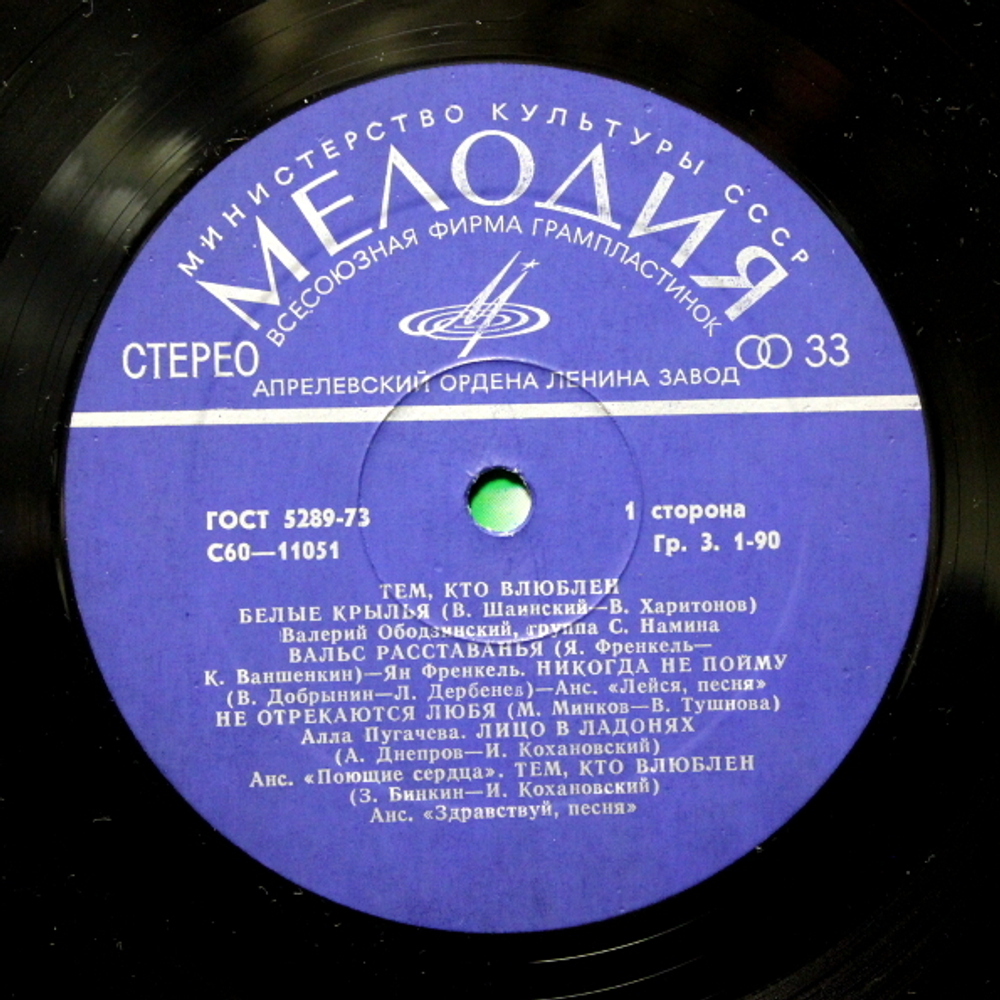 МИНИСТЕРСТВО КУЛЬТУРЫ СССР
МЕЛОДИЯ
ВСЕСОЮЗНАЯ ФИРМА ГРАМПЛАСТИНОК
СТЕРЕО
33
АПРЕЛЕВСКИЙ ОРДЕНА ЛЕНИНА ЗАВОД
ГОСТ 5289-73
С60—11051
1 сторона
Гр. 3. 1-90
ТЕМ, КТО ВЛЮБЛЕН
БЕЛЫЕ КРЫЛЬЯ (В. Шаинский—В. Харитонов)
Валерий Ободзинский, группа С. Намина
ВАЛЬС РАССТАВАНЬЯ (Я. Френкель—
К. Ваншенкин)—Ян Френкель. НИКОГДА НЕ ПОЙМУ
(В. Добрынин—Л. Дербенев)—Анс. «Лейся, песня»
НЕ ОТРЕКАЮТСЯ ЛЮБЯ (М. Минков—В. Тушнова)
Алла Пугачева. ЛИЦО В ЛАДОНЯХ
(А. Днепров—И. Кохановский)
Анс. «Поющие сердца». ТЕМ, КТО ВЛЮБЛЕН
(З. Бинкин—И. Кохановский)
Анс. «Здравствуй, песня»